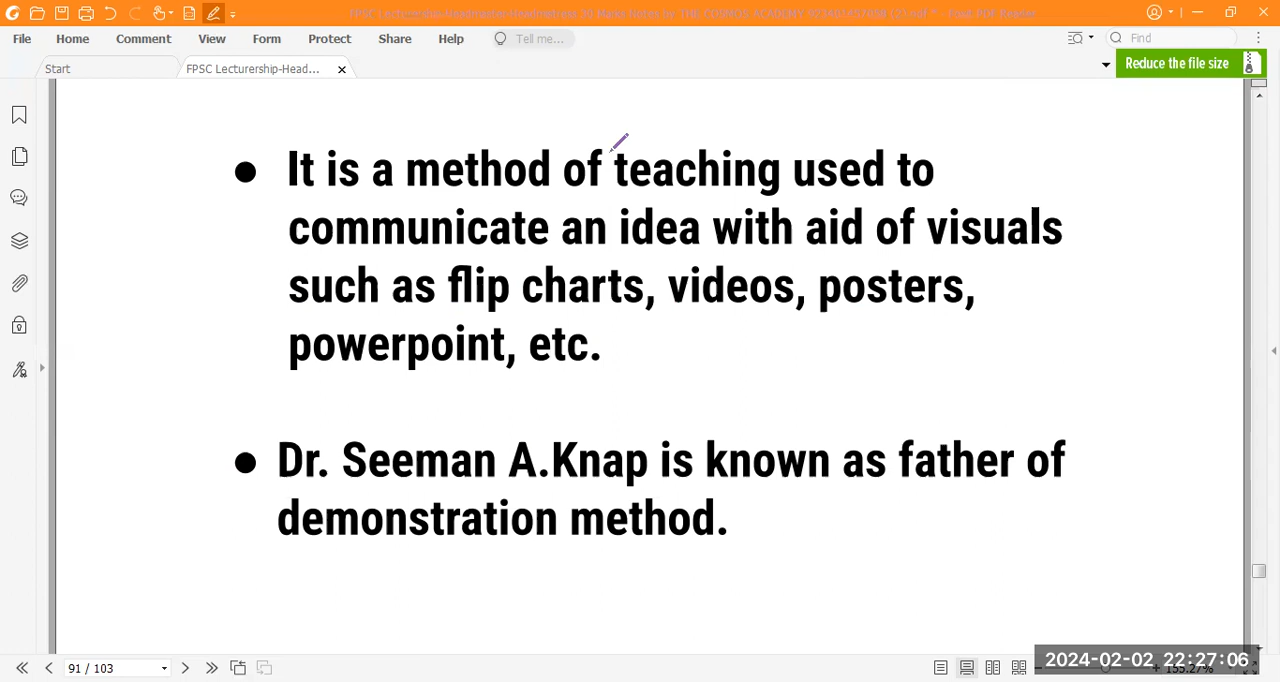 File Home Comment View Form Protect Share Help Tell me... Find
Start FPSC Lecturership-Head... Reduce the file size
● It is a method of teaching used to
communicate an idea with aid of visuals
such as flip charts, videos, posters,
powerpoint, etc.
● Dr. Seeman A.Knap is known as father of
demonstration method.
91 / 103
2024-02-02 22:27:06